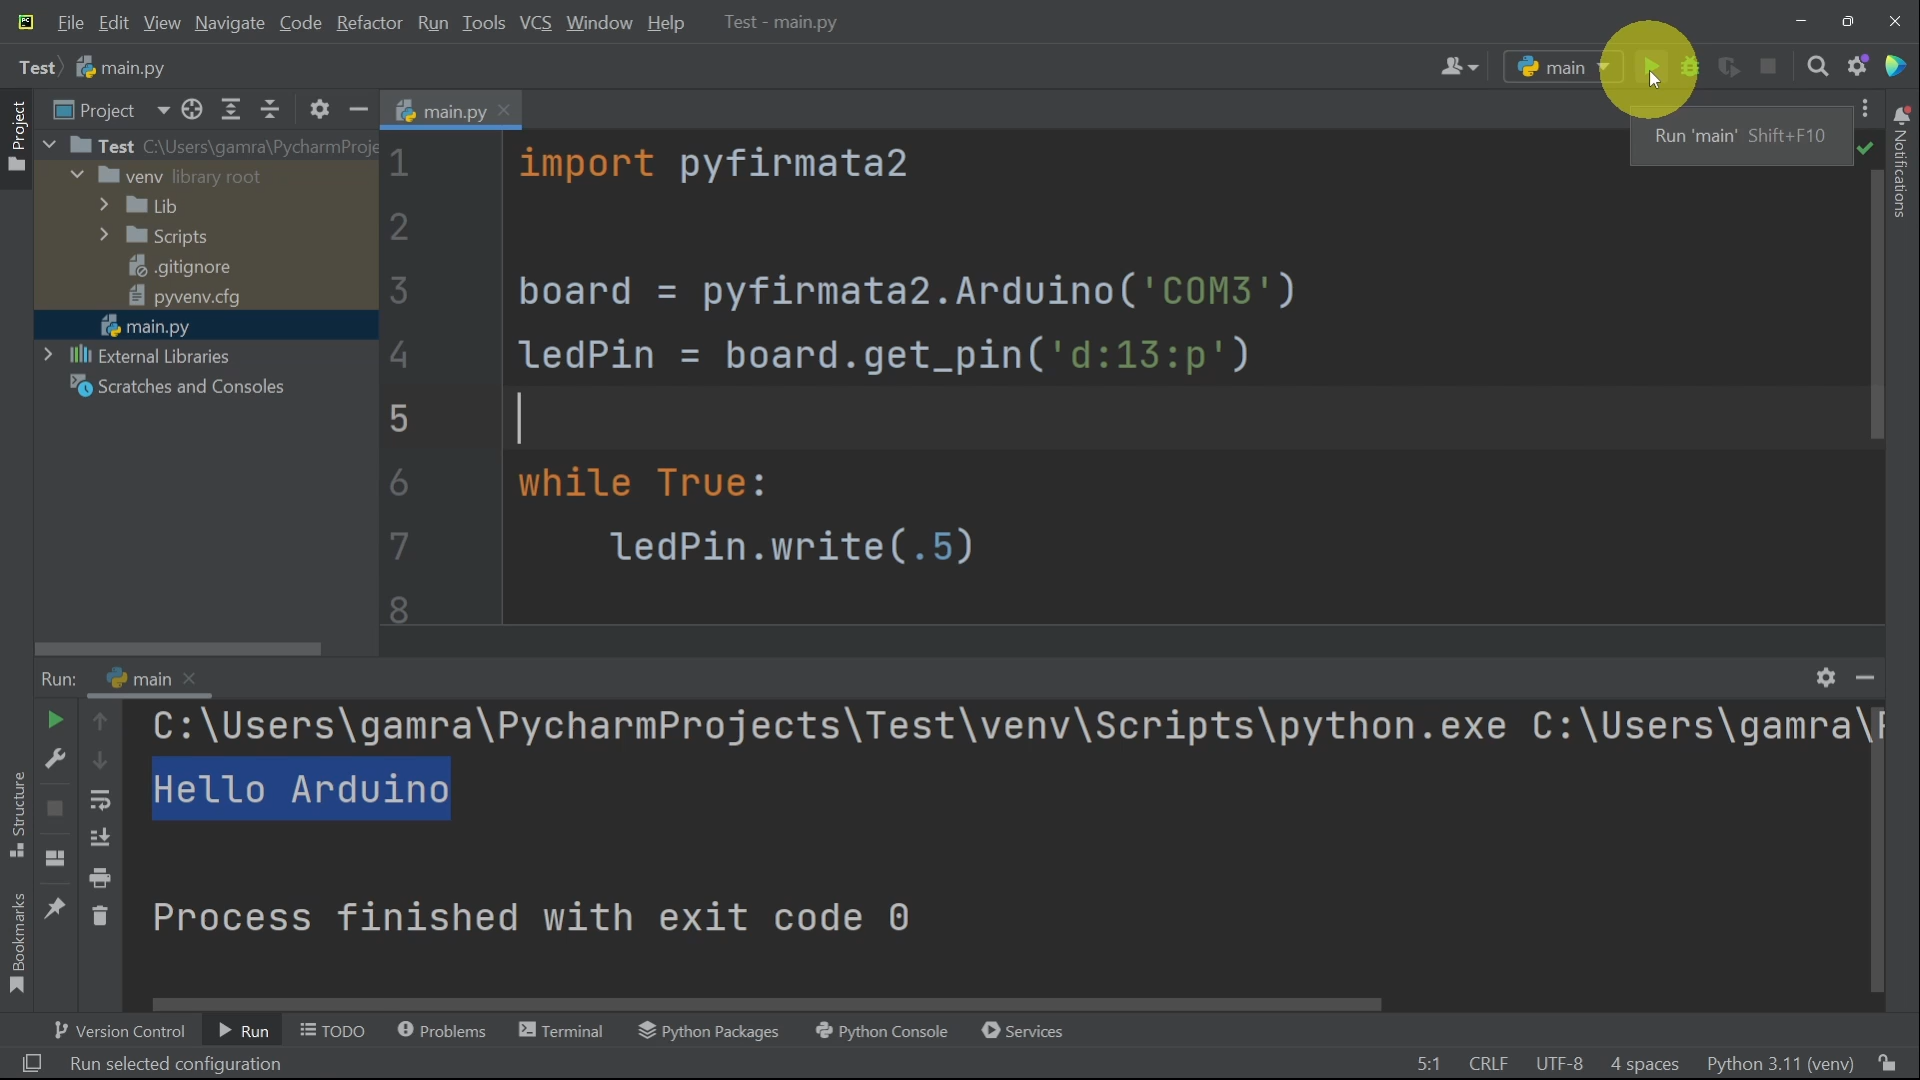 File Edit View Navigate Code Refactor Run Tools VCS Window Help Test - main.py
Test main.py main
Project main.py
Run 'main' Shift+F10
Project
Notifications
Test C:\Users\gamra\PycharmProje
venv library root
Lib
Scripts
.gitignore
pyvenv.cfg
main.py
External Libraries
Scratches and Consoles
1 import pyfirmata2
2
3 board = pyfirmata2.Arduino('COM3')
4 ledPin = board.get_pin('d:13:p')
5
6 while True:
7 ledPin.write(.5)
8
Run: main
C:\Users\gamra\PycharmProjects\Test\venv\Scripts\python.exe C:\Users\gamra\P
Hello Arduino
Process finished with exit code 0
Structure
Bookmarks
Version Control Run TODO Problems Terminal Python Packages Python Console Services
Run selected configuration 5:1 CRLF UTF-8 4 spaces Python 3.11 (venv)